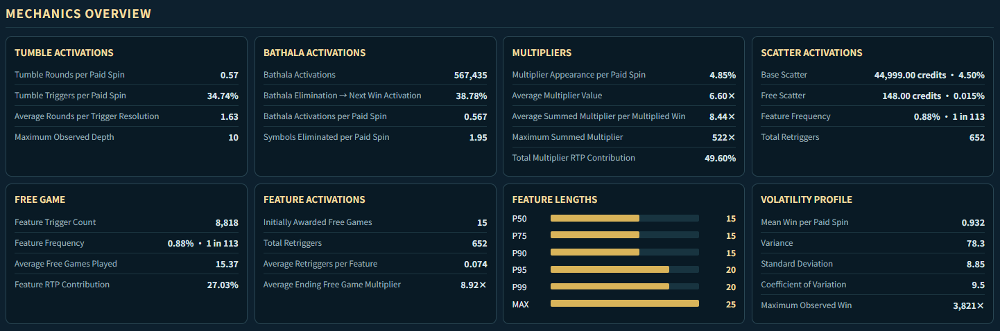 MECHANICS OVERVIEW
TUMBLE ACTIVATIONS
Tumble Rounds per Paid Spin 0.57
Tumble Triggers per Paid Spin 34.74%
Average Rounds per Trigger Resolution 1.63
Maximum Observed Depth 10
BATHALA ACTIVATIONS
Bathala Activations 567,435
Bathala Elimination → Next Win Activation 38.78%
Bathala Activations per Paid Spin 0.567
Symbols Eliminated per Paid Spin 1.95
MULTIPLIERS
Multiplier Appearance per Paid Spin 4.85%
Average Multiplier Value 6.60×
Average Summed Multiplier per Multiplied Win 8.44×
Maximum Summed Multiplier 522×
Total Multiplier RTP Contribution 49.60%
SCATTER ACTIVATIONS
Base Scatter 44,999.00 credits • 4.50%
Free Scatter 148.00 credits • 0.015%
Feature Frequency 0.88% • 1 in 113
Total Retriggers 652
FREE GAME
Feature Trigger Count 8,818
Feature Frequency 0.88% • 1 in 113
Average Free Games Played 15.37
Feature RTP Contribution 27.03%
FEATURE ACTIVATIONS
Initially Awarded Free Games 15
Total Retriggers 652
Average Retriggers per Feature 0.074
Average Ending Free Game Multiplier 8.92×
FEATURE LENGTHS
P50 15
P75 15
P90 15
P95 20
P99 20
MAX 25
VOLATILITY PROFILE
Mean Win per Paid Spin 0.932
Variance 78.3
Standard Deviation 8.85
Coefficient of Variation 9.5
Maximum Observed Win 3,821×